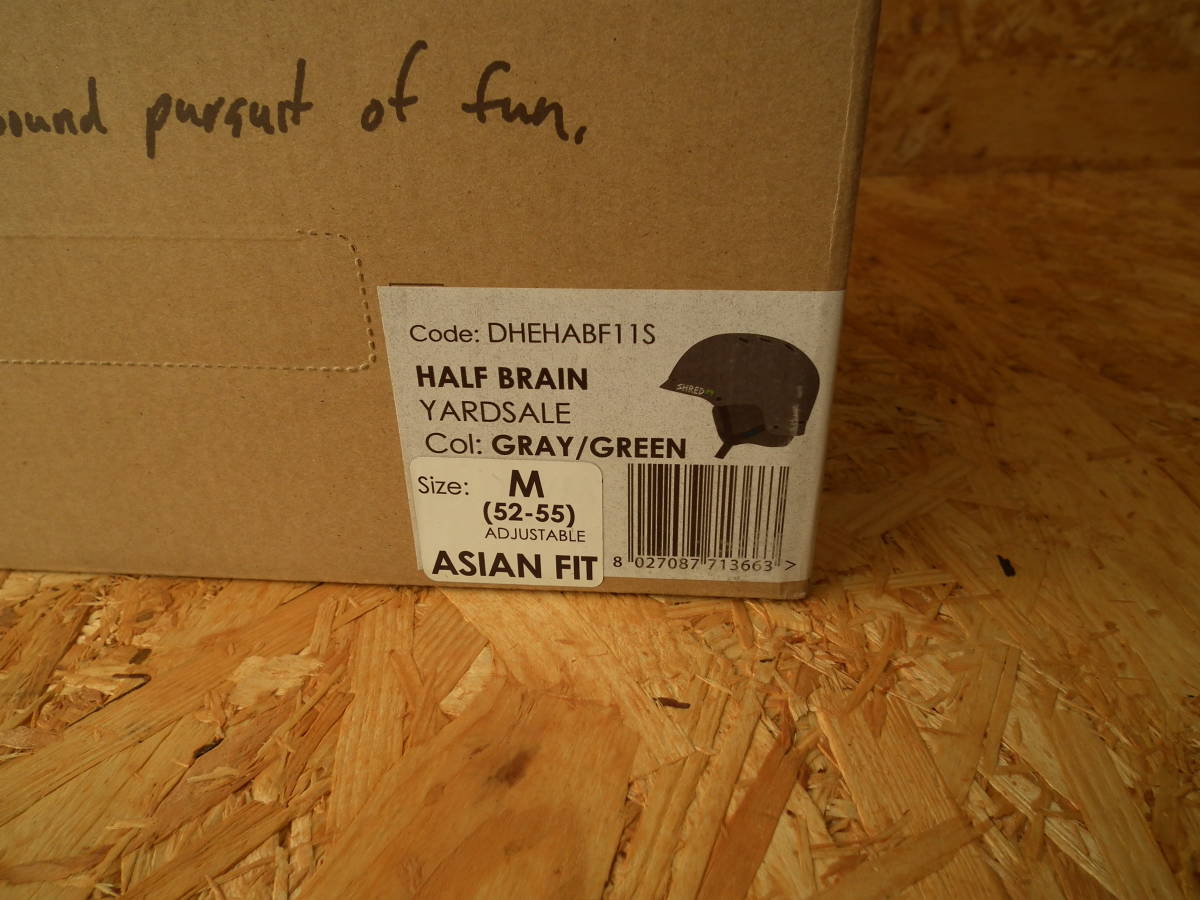 pursuit of fun.
Code: DHEHABF11S
HALF BRAIN
YARDSALE
Col: GRAY/GREEN
SHRED
Size: M
(52-55)
ADJUSTABLE
ASIAN FIT
8 027087 713663 >